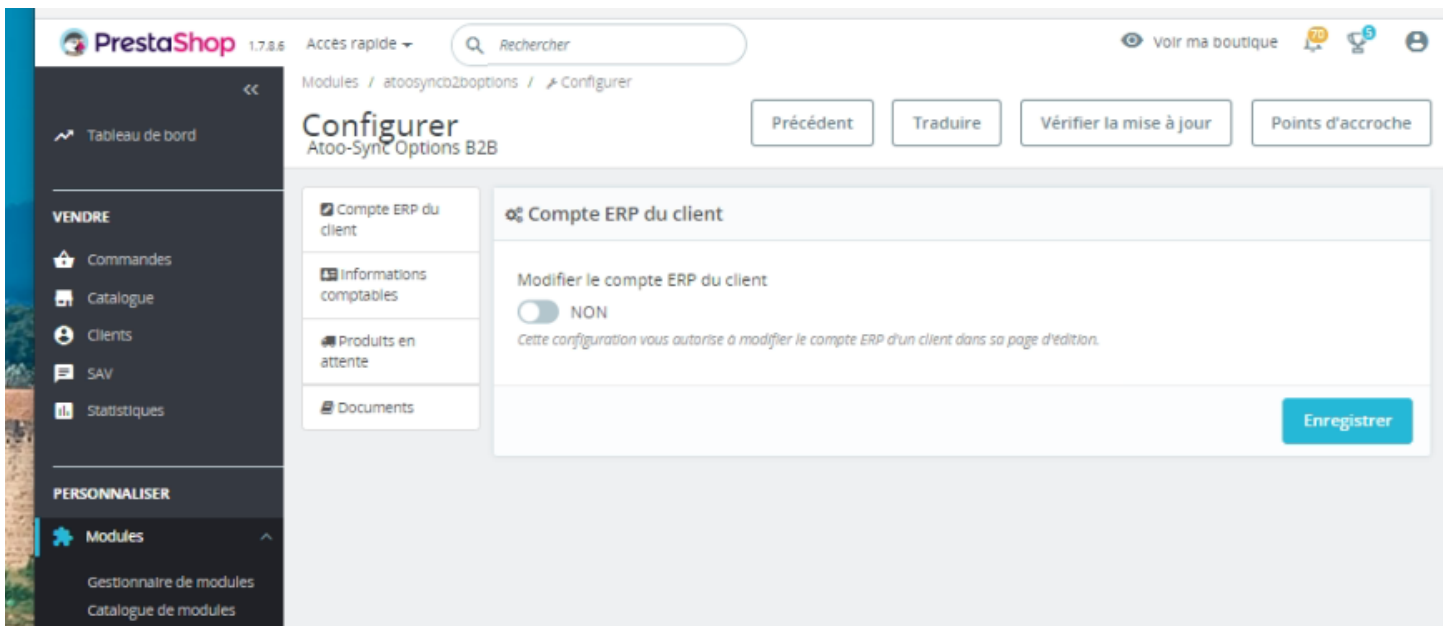 PrestaShop 1.7.8.6 Accès rapide Rechercher Voir ma boutique 70 5
Modules / atoosyncb2boptions / Configurer
Configurer
Atoo-Sync Options B2B
Précédent Traduire Vérifier la mise à jour Points d'accroche
Tableau de bord
VENDRE
Commandes
Catalogue
Clients
SAV
Statistiques
PERSONNALISER
Modules
Gestionnaire de modules
Catalogue de modules
Compte ERP du
client
Informations
comptables
Produits en
attente
Documents
Compte ERP du client
Modifier le compte ERP du client
NON
Cette configuration vous autorise à modifier le compte ERP d'un client dans sa page d'édition.
Enregistrer